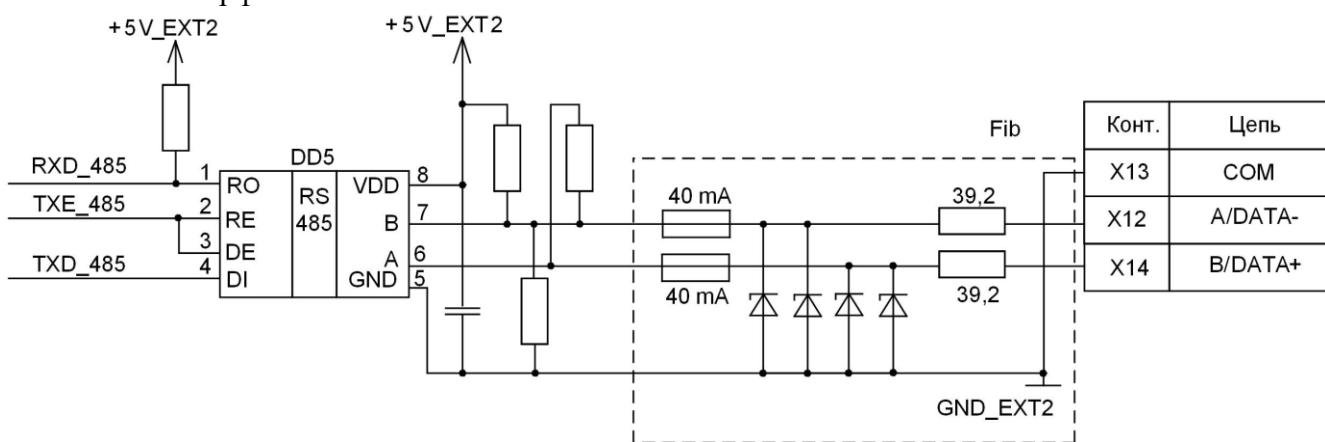 +5V_EXT2
+5V_EXT2
Fib
Конт.
Цепь
RXD_485
1
RO
DD5
RS
485
VDD
8
40 mA
39,2
X13
COM
TXE_485
2
RE
B
7
X12
A/DATA-
3
DE
A
6
TXD_485
4
DI
GND
5
40 mA
39,2
X14
B/DATA+
GND_EXT2